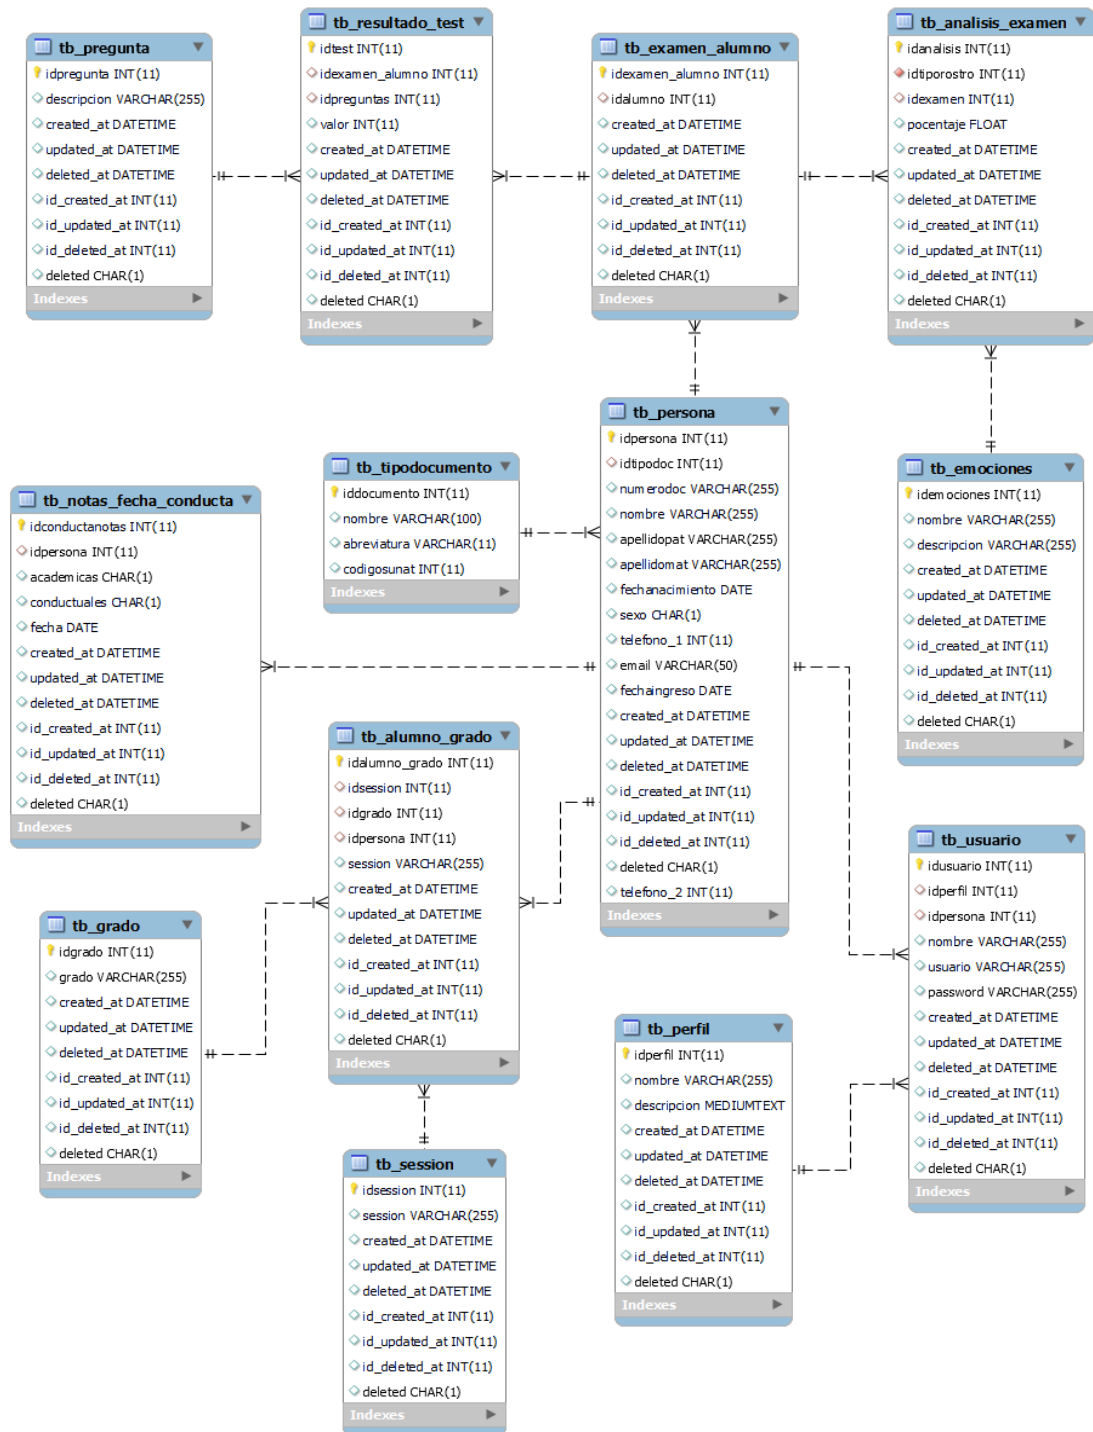 tb_pregunta
idpregunta INT(11)
descripcion VARCHAR(255)
created_at DATETIME
updated_at DATETIME
deleted_at DATETIME
id_created_at INT(11)
id_updated_at INT(11)
id_deleted_at INT(11)
deleted CHAR(1)
Indexes
tb_resultado_test
idtest INT(11)
idexamen_alumno INT(11)
idpreguntas INT(11)
valor INT(11)
created_at DATETIME
updated_at DATETIME
deleted_at DATETIME
id_created_at INT(11)
id_updated_at INT(11)
id_deleted_at INT(11)
deleted CHAR(1)
Indexes
tb_examen_alumno
idexamen_alumno INT(11)
idalumno INT(11)
created_at DATETIME
updated_at DATETIME
deleted_at DATETIME
id_created_at INT(11)
id_updated_at INT(11)
id_deleted_at INT(11)
deleted CHAR(1)
Indexes
tb_analisis_examen
idanalisis INT(11)
idtiporostro INT(11)
idexamen INT(11)
pocentaje FLOAT
created_at DATETIME
updated_at DATETIME
deleted_at DATETIME
id_created_at INT(11)
id_updated_at INT(11)
id_deleted_at INT(11)
deleted CHAR(1)
Indexes
tb_notas_fecha_conducta
idconductanotas INT(11)
idpersona INT(11)
academicas CHAR(1)
conductuales CHAR(1)
fecha DATE
created_at DATETIME
updated_at DATETIME
deleted_at DATETIME
id_created_at INT(11)
id_updated_at INT(11)
id_deleted_at INT(11)
deleted CHAR(1)
Indexes
tb_tipodocumento
iddocumento INT(11)
nombre VARCHAR(100)
abreviatura VARCHAR(11)
codigosunat INT(11)
Indexes
tb_persona
idpersona INT(11)
idtipodoc INT(11)
numerodoc VARCHAR(255)
nombre VARCHAR(255)
apellidopat VARCHAR(255)
apellidomat VARCHAR(255)
fechanacimiento DATE
sexo CHAR(1)
telefono_1 INT(11)
email VARCHAR(50)
fechaingreso DATE
created_at DATETIME
updated_at DATETIME
deleted_at DATETIME
id_created_at INT(11)
id_updated_at INT(11)
id_deleted_at INT(11)
deleted CHAR(1)
telefono_2 INT(11)
Indexes
tb_emociones
idemociones INT(11)
nombre VARCHAR(255)
descripcion VARCHAR(255)
created_at DATETIME
updated_at DATETIME
deleted_at DATETIME
id_created_at INT(11)
id_updated_at INT(11)
id_deleted_at INT(11)
deleted CHAR(1)
Indexes
tb_alumno_grado
idalumno_grado INT(11)
idsession INT(11)
idgrado INT(11)
idpersona INT(11)
session VARCHAR(255)
created_at DATETIME
updated_at DATETIME
deleted_at DATETIME
id_created_at INT(11)
id_updated_at INT(11)
id_deleted_at INT(11)
deleted CHAR(1)
Indexes
tb_grado
idgrado INT(11)
grado VARCHAR(255)
created_at DATETIME
updated_at DATETIME
deleted_at DATETIME
id_created_at INT(11)
id_updated_at INT(11)
id_deleted_at INT(11)
deleted CHAR(1)
Indexes
tb_usuario
idusuario INT(11)
idperfil INT(11)
idpersona INT(11)
nombre VARCHAR(255)
usuario VARCHAR(255)
password VARCHAR(255)
created_at DATETIME
updated_at DATETIME
deleted_at DATETIME
id_created_at INT(11)
id_updated_at INT(11)
id_deleted_at INT(11)
deleted CHAR(1)
Indexes
tb_perfil
idperfil INT(11)
nombre VARCHAR(255)
descripcion MEDIUMTEXT
created_at DATETIME
updated_at DATETIME
deleted_at DATETIME
id_created_at INT(11)
id_updated_at INT(11)
id_deleted_at INT(11)
deleted CHAR(1)
Indexes
tb_session
idsession INT(11)
session VARCHAR(255)
created_at DATETIME
updated_at DATETIME
deleted_at DATETIME
id_created_at INT(11)
id_updated_at INT(11)
id_deleted_at INT(11)
deleted CHAR(1)
Indexes